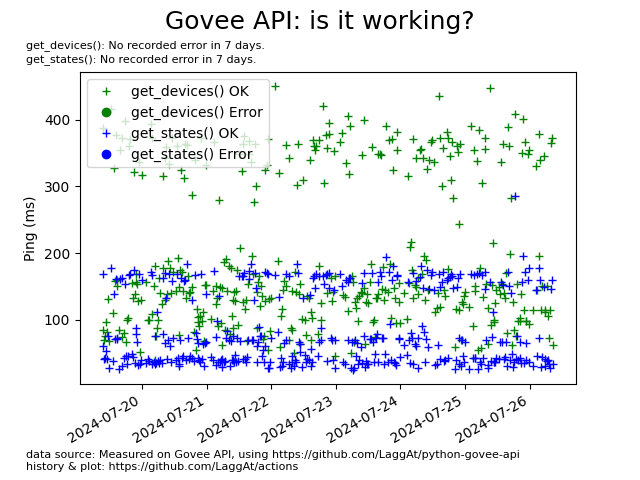 Govee API: is it working?
get_devices(): No recorded error in 7 days.
get_states(): No recorded error in 7 days.
get_devices() OK
get_devices() Error
get_states() OK
get_states() Error
400
300
200
100
Ping (ms)
2024-07-20
2024-07-21
2024-07-22
2024-07-23
2024-07-24
2024-07-25
2024-07-26
data source: Measured on Govee API, using https://github.com/LaggAt/python-govee-api
history & plot: https://github.com/LaggAt/actions